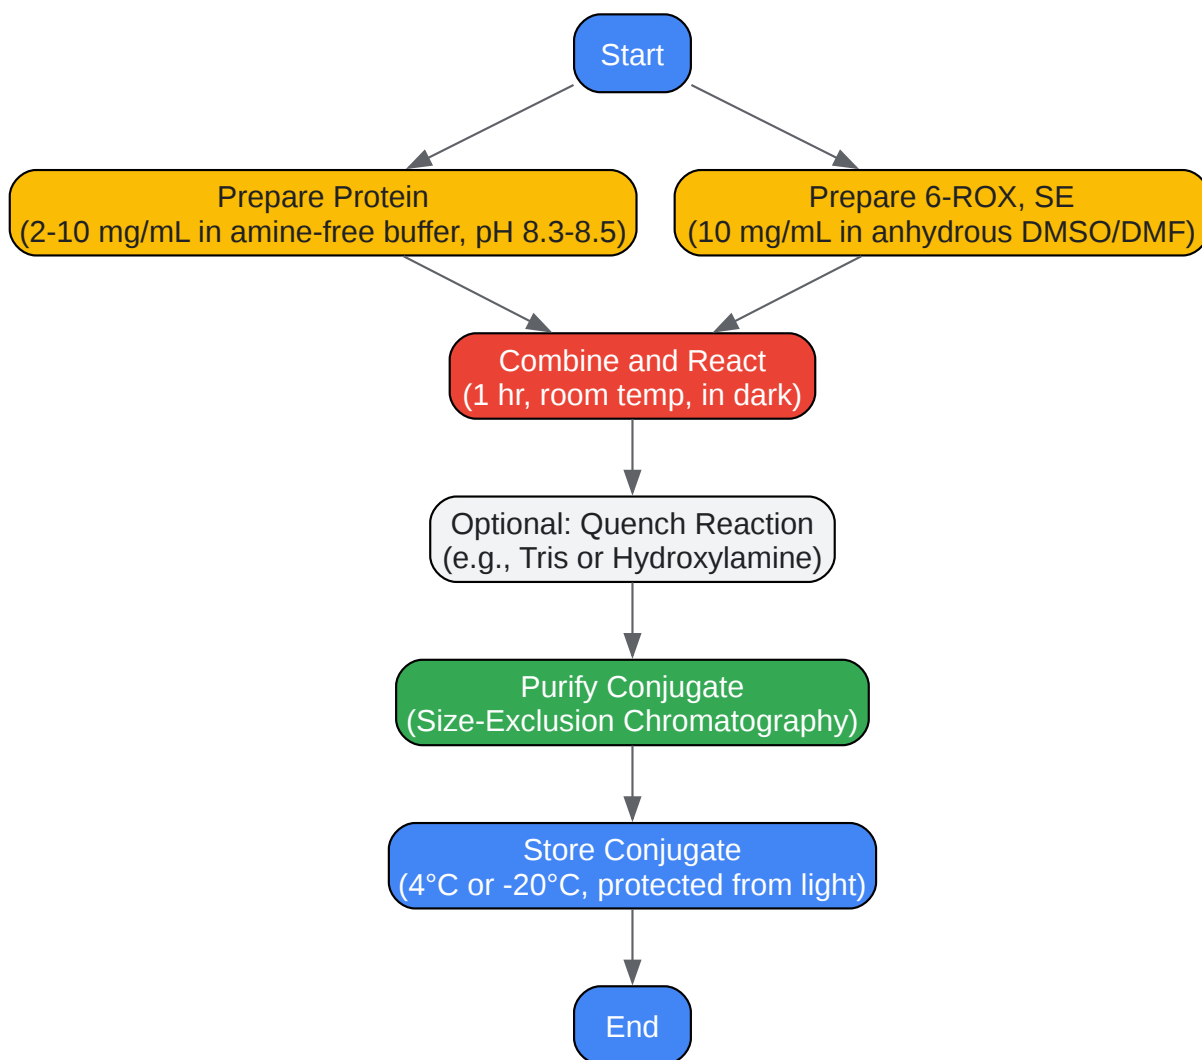 Start
Prepare Protein
(2-10 mg/mL in amine-free buffer, pH 8.3-8.5)
Prepare 6-ROX, SE
(10 mg/mL in anhydrous DMSO/DMF)
Combine and React
(1 hr, room temp, in dark)
Optional: Quench Reaction
(e.g., Tris or Hydroxylamine)
Purify Conjugate
(Size-Exclusion Chromatography)
Store Conjugate
(4°C or -20°C, protected from light)
End